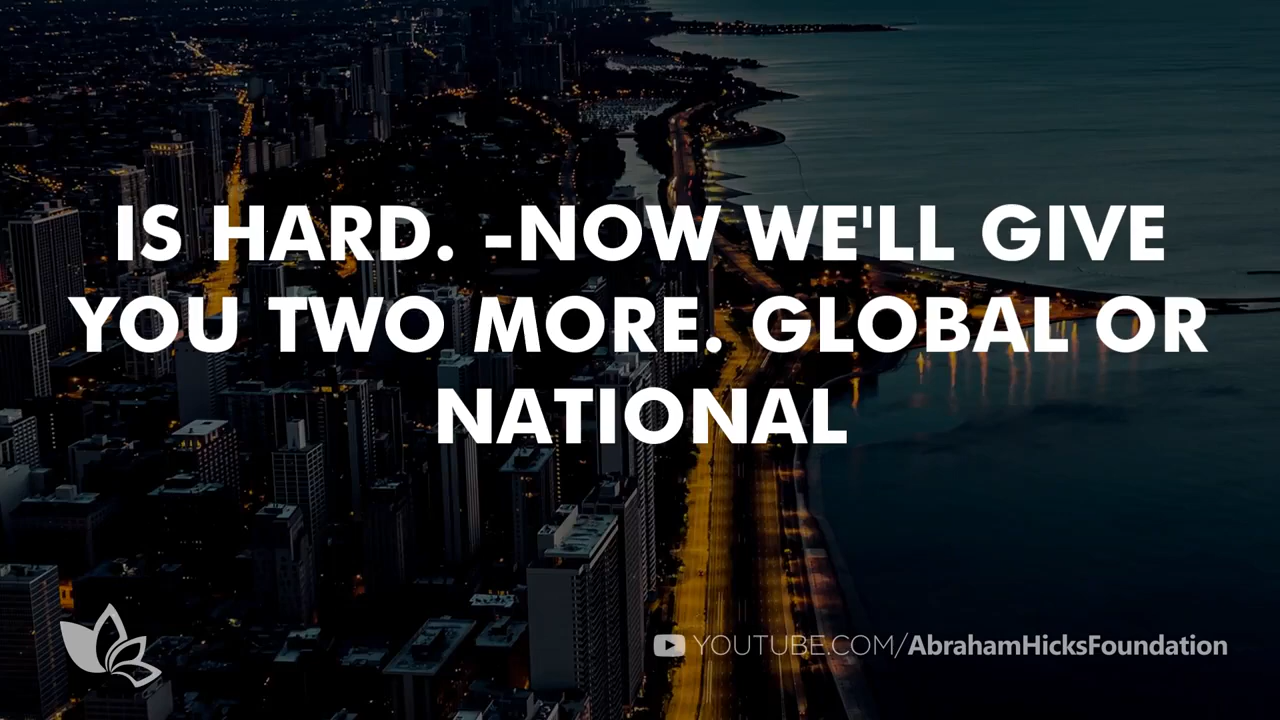 IS HARD. -NOW WE'LL GIVE
YOU TWO MORE. GLOBAL OR
NATIONAL
YOUTUBE.COM/AbrahamHicksFoundation